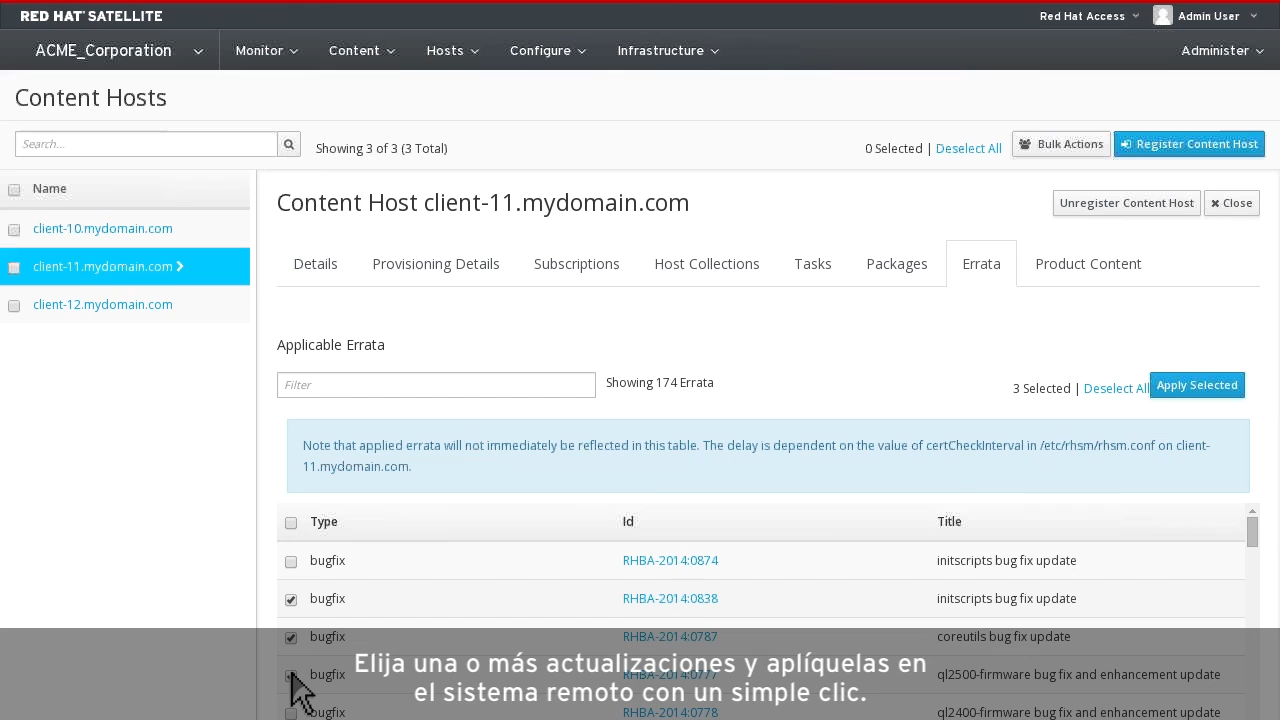 RED HAT SATELLITE
Red Hat Access
Admin User
ACME_Corporation
Monitor
Content
Hosts
Configure
Infrastructure
Administer
Content Hosts
Search...
Showing 3 of 3 (3 Total)
0 Selected | Deselect All
Bulk Actions
Register Content Host
Name
client-10.mydomain.com
client-11.mydomain.com
client-12.mydomain.com
Content Host client-11.mydomain.com
Unregister Content Host
Close
Details
Provisioning Details
Subscriptions
Host Collections
Tasks
Packages
Errata
Product Content
Applicable Errata
Filter
Showing 174 Errata
3 Selected | Deselect All
Apply Selected
Note that applied errata will not immediately be reflected in this table. The delay is dependent on the value of certCheckInterval in /etc/rhsm/rhsm.conf on client-
11.mydomain.com.
Type Id Title
bugfix RHBA-2014:0874 initscripts bug fix update
bugfix RHBA-2014:0838 initscripts bug fix update
bugfix RHBA-2014:0787 coreutils bug fix update
bugfix RHBA-2014:0777 ql2500-firmware bug fix and enhancement update
bugfix RHBA-2014:0778 ql2400-firmware bug fix and enhancement update
Elija una o más actualizaciones y aplíquelas en
el sistema remoto con un simple clic.